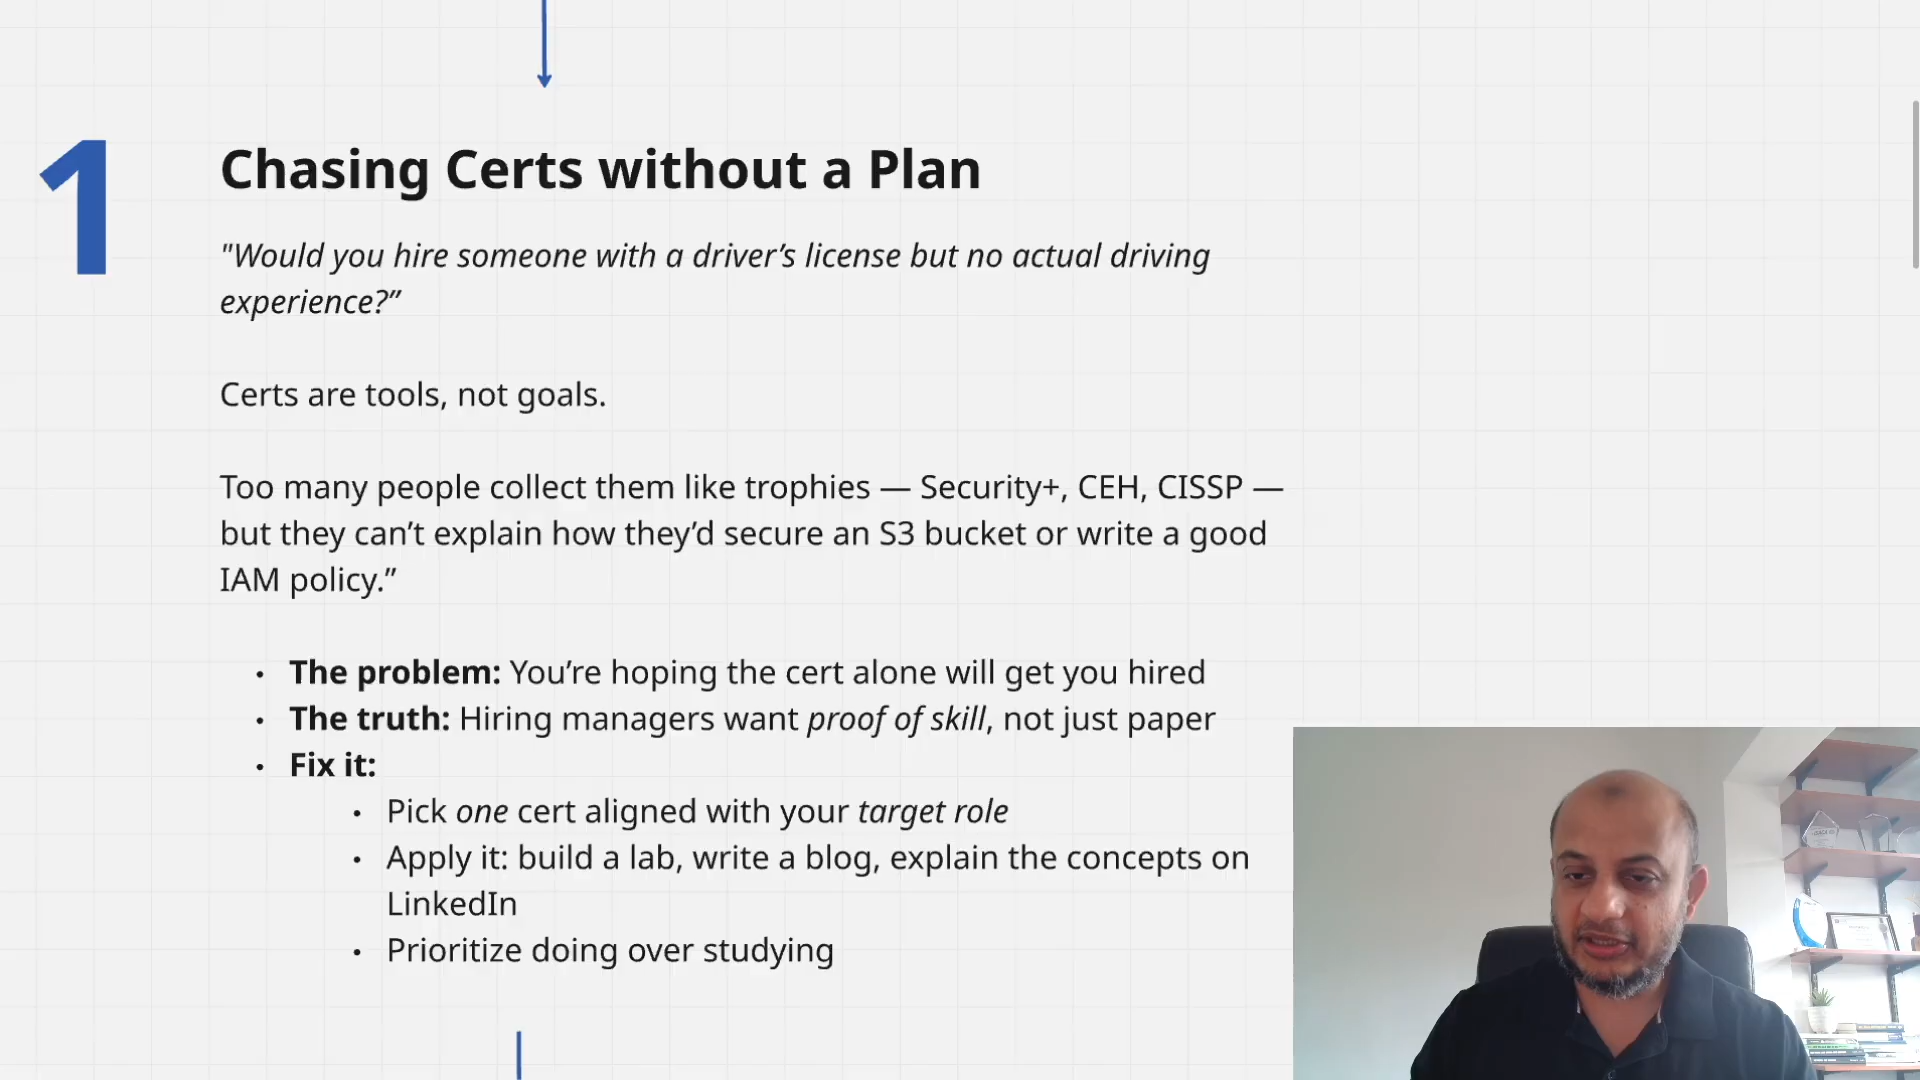 1
Chasing Certs without a Plan
"Would you hire someone with a driver’s license but no actual driving
experience?”
Certs are tools, not goals.
Too many people collect them like trophies — Security+, CEH, CISSP —
but they can’t explain how they’d secure an S3 bucket or write a good
IAM policy.”
• The problem: You’re hoping the cert alone will get you hired
• The truth: Hiring managers want proof of skill, not just paper
• Fix it:
• Pick one cert aligned with your target role
• Apply it: build a lab, write a blog, explain the concepts on
LinkedIn
• Prioritize doing over studying